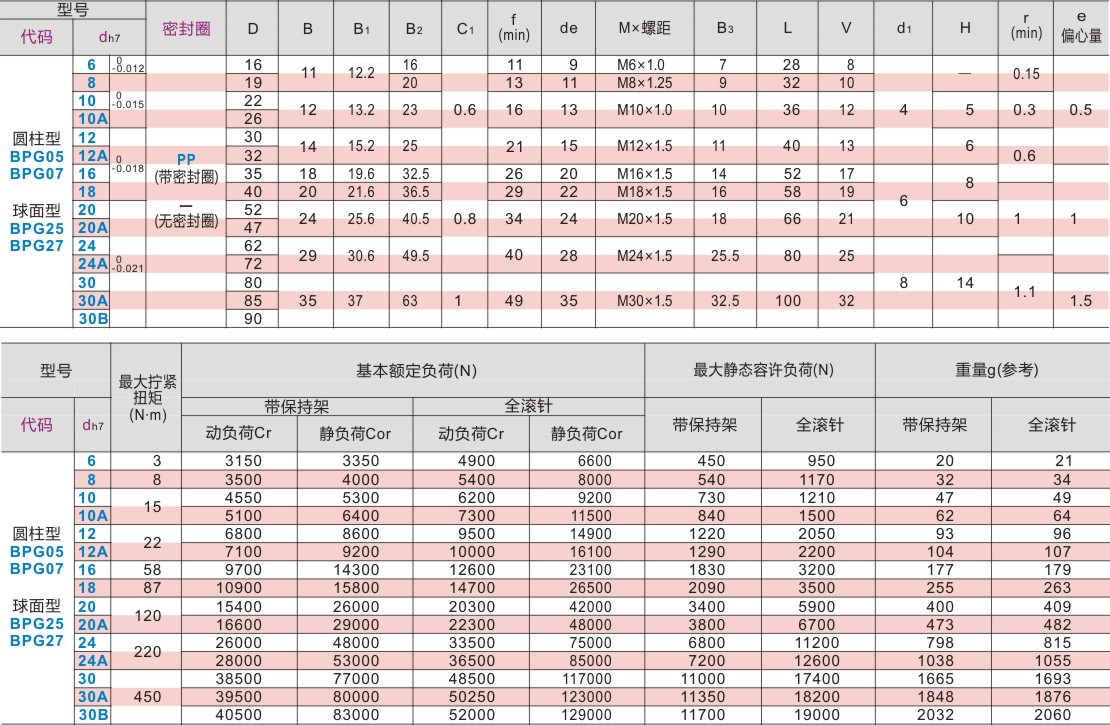 型号 密封圈 D B B1 B2 C1 f (min) de M×螺距 B3 L V d1 H r (min) e 偏心量
代码 dh7
圆柱型
BPG05
BPG07
球面型
BPG25
BPG27
PP
(带密封圈)
—
(无密封圈)
6 0 -0.012 16 11 12.2 16 0.6 11 9 M6×1.0 7 28 8 4 — 0.15 0.5
8 19 20 13 11 M8×1.25 9 32 10
10 0 -0.015 22 12 13.2 23 16 13 M10×1.0 10 36 12 5 0.3
10A 26
12 0 -0.018 30 14 15.2 25 21 15 M12×1.5 11 40 13 6 6 0.6
12A 32
16 35 18 19.6 32.5 0.8 26 20 M16×1.5 14 52 17 8
18 40 20 21.6 36.5 29 22 M18×1.5 16 58 19
20 0 -0.021 52 24 25.6 40.5 34 24 M20×1.5 18 66 21 10 1 1
20A 47
24 62 29 30.6 49.5 40 28 M24×1.5 25.5 80 25 8 14
24A 72
30 80 35 37 63 1 49 35 M30×1.5 32.5 100 32 1.1 1.5
30A 85
30B 90
型号 最大拧紧扭矩 (N·m) 基本额定负荷(N) 最大静态容许负荷(N) 重量g(参考)
代码 dh7 带保持架 全滚针 带保持架 全滚针 带保持架 全滚针
动负荷Cr 静负荷Cor 动负荷Cr 静负荷Cor
圆柱型
BPG05
BPG07
球面型
BPG25
BPG27
6 3 3150 3350 4900 6600 450 950 20 21
8 8 3500 4000 5400 8000 540 1170 32 34
10 15 4550 5300 6200 9200 730 1210 47 49
10A 5100 6400 7300 11500 840 1500 62 64
12 22 6800 8600 9500 14900 1220 2050 93 96
12A 7100 9200 10000 16100 1290 2200 104 107
16 58 9700 14300 12600 23100 1830 3200 177 179
18 87 10900 15800 14700 26500 2090 3500 255 263
20 120 15400 26000 20300 42000 3400 5900 400 409
20A 16600 29000 22300 48000 3800 6700 473 482
24 220 26000 48000 33500 75000 6800 11200 798 815
24A 28000 53000 36500 85000 7200 12600 1038 1055
30 450 38500 77000 48500 117000 11000 17400 1665 1693
30A 39500 80000 50250 123000 11350 18200 1848 1876
30B 40500 83000 52000 129000 11700 19000 2032 2060